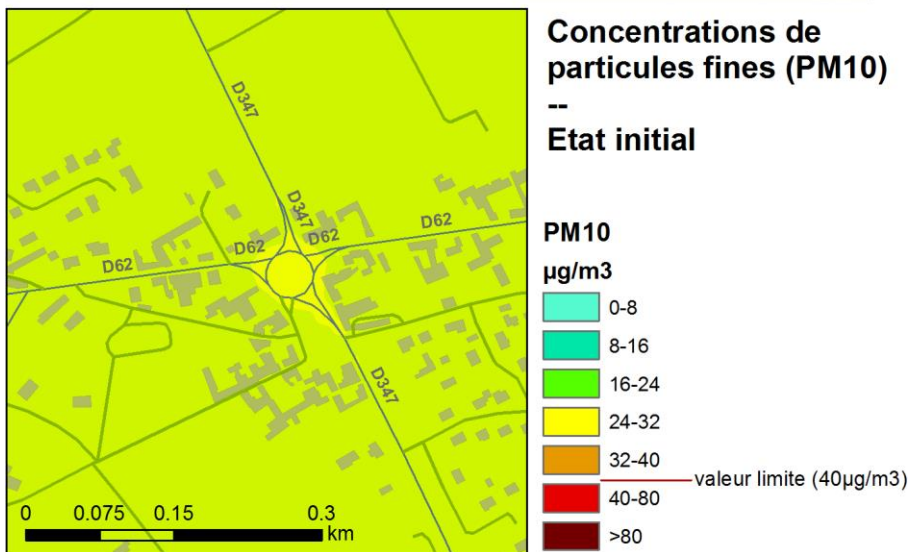 Concentrations de
particules fines (PM10)
--
Etat initial
D347
D347
D62
D62
D62
D62
D347
0 0.075 0.15 0.3
km
PM10
µg/m3
0-8
8-16
16-24
24-32
32-40
valeur limite (40µg/m3)
40-80
>80